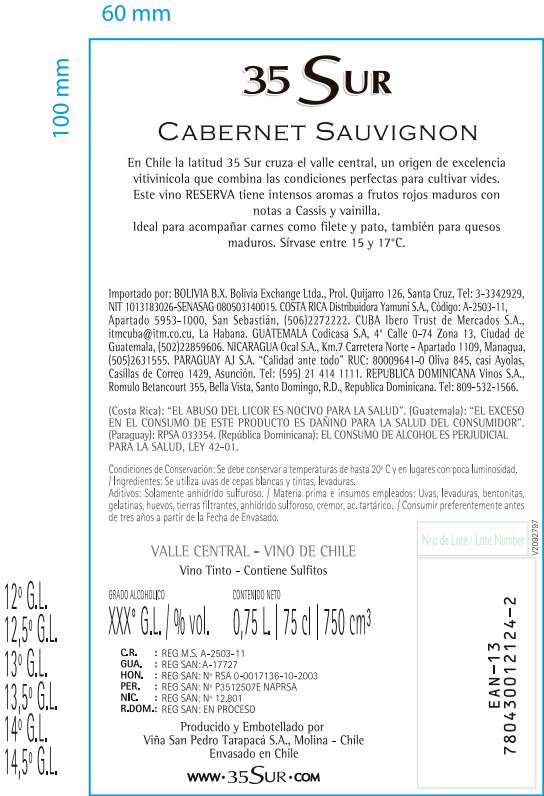 60 mm
100 mm
35 SUR
CABERNET SAUVIGNON
En Chile la latitud 35 Sur cruza el valle central, un origen de excelencia
vitivinícola que combina las condiciones perfectas para cultivar vides.
Este vino RESERVA tiene intensos aromas a frutos rojos maduros con
notas a Cassis y vainilla.
Ideal para acompañar carnes como filete y pato, también para quesos
maduros. Sírvase entre 15 y 17°C.
Importado por: BOLIVIA B.X. Bolivia Exchange Ltda., Prol. Quijarro 126, Santa Cruz, Tel: 3-3342929,
NIT 1013183026-SENASAG 080503140015. COSTA RICA Distribuidora Yamuni S.A., Código: A-2503-11,
Apartado 5953-1000, San Sebastián, (506)2272222. CUBA Ibero Trust de Mercados S.A.,
itmcuba@itm.co.cu, La Habana. GUATEMALA Codicasa S.A, 4° Calle 0-74 Zona 13, Ciudad de
Guatemala, (502)22859606. NICARAGUA Ocal S.A., Km.7 Carretera Norte - Apartado 1109, Managua,
(505)2631555. PARAGUAY AJ S.A. “Calidad ante todo” RUC: 80009641-0 Oliva 845, casi Ayolas,
Casillas de Correo 1429, Asunción. Tel: (595) 21 414 1111. REPUBLICA DOMINICANA Vinos S.A.,
Romulo Betancourt 355, Bella Vista, Santo Domingo, R.D., Republica Dominicana. Tel: 809-532-1566.
(Costa Rica): “EL ABUSO DEL LICOR ES NOCIVO PARA LA SALUD”. (Guatemala): “EL EXCESO
EN EL CONSUMO DE ESTE PRODUCTO ES DAÑINO PARA LA SALUD DEL CONSUMIDOR”.
(Paraguay): RPSA 033354. (República Dominicana): EL CONSUMO DE ALCOHOL ES PERJUDICIAL
PARA LA SALUD, LEY 42-01.
Condiciones de Conservación: Se debe conservar a temperaturas de hasta 20º C y en lugares con poca luminosidad.
/ Ingredientes: Se utiliza uvas de cepas blancas y tintas, levaduras.
Aditivos: Solamente anhídrido sulfuroso. / Materia prima e insumos empleados: Uvas, levaduras, bentonitas,
gelatinas, huevos, tierras filtrantes, anhídrido sulfuroso, cremor, ac. tartárico. / Consumir preferentemente antes
de tres años a partir de la Fecha de Envasado.
VALLE CENTRAL - VINO DE CHILE
Vino Tinto - Contiene Sulfitos
GRADO ALCOHOLICO CONTENIDO NETO
XXX° G.L. / % vol. 0,75 L. | 75 cl | 750 cm³
C.R. : REG M.S. A-2503-11
GUA. : REG SAN: A-17727
HON. : REG SAN: Nº RSA 0-0017136-10-2003
PER. : REG SAN: Nº P3512507E NAPRSA
NIC. : REG SAN: Nº 12.801
R.DOM.: REG SAN: EN PROCESO
Producido y Embotellado por
Viña San Pedro Tarapacá S.A., Molina - Chile
Envasado en Chile
WWW·35SUR·COM
Nro de Lote / Lote Number
V2092797
EAN-13
780430012124-2
12º G.L.
12,5º G.L.
13º G.L.
13,5º G.L.
14º G.L.
14,5º G.L.